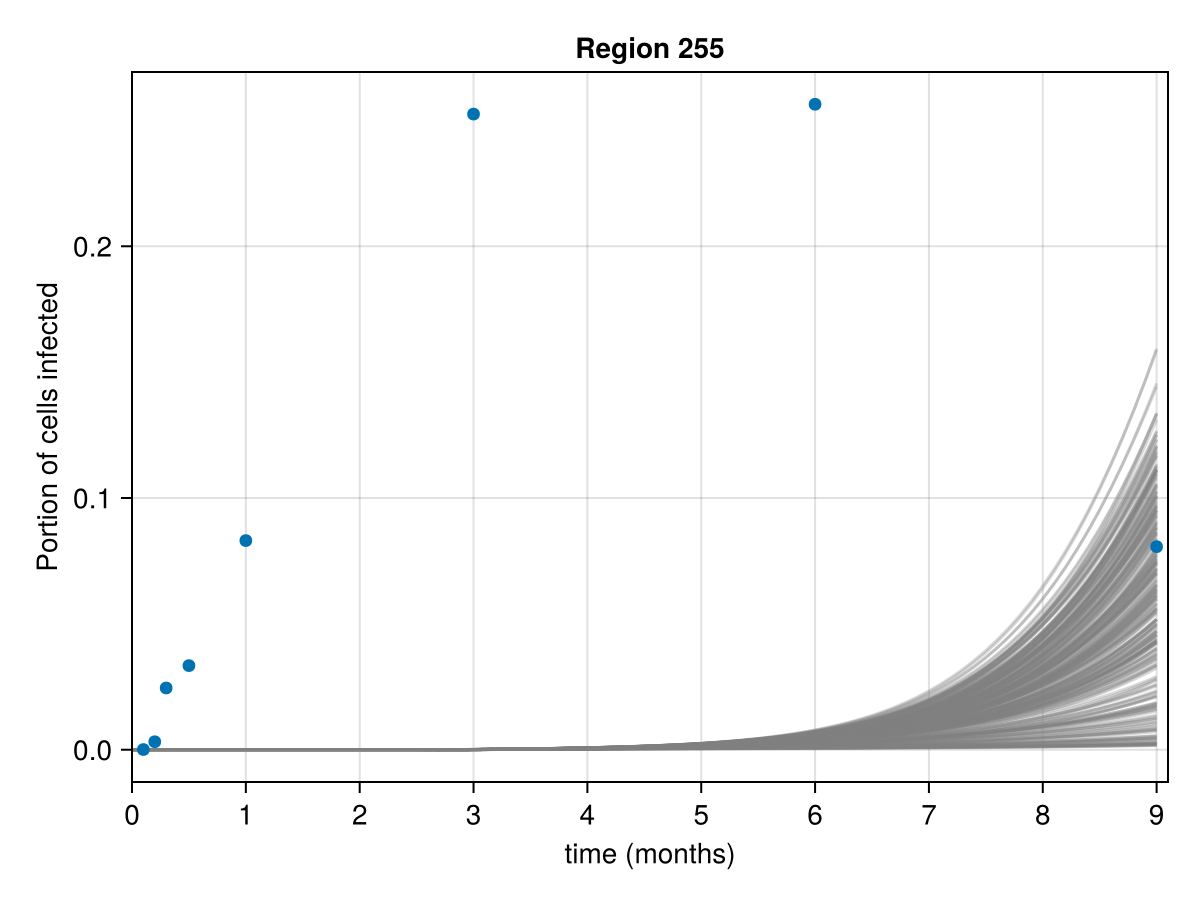 Region 255
Portion of cells infected
0.2
0.1
0.0
0 1 2 3 4 5 6 7 8 9
time (months)